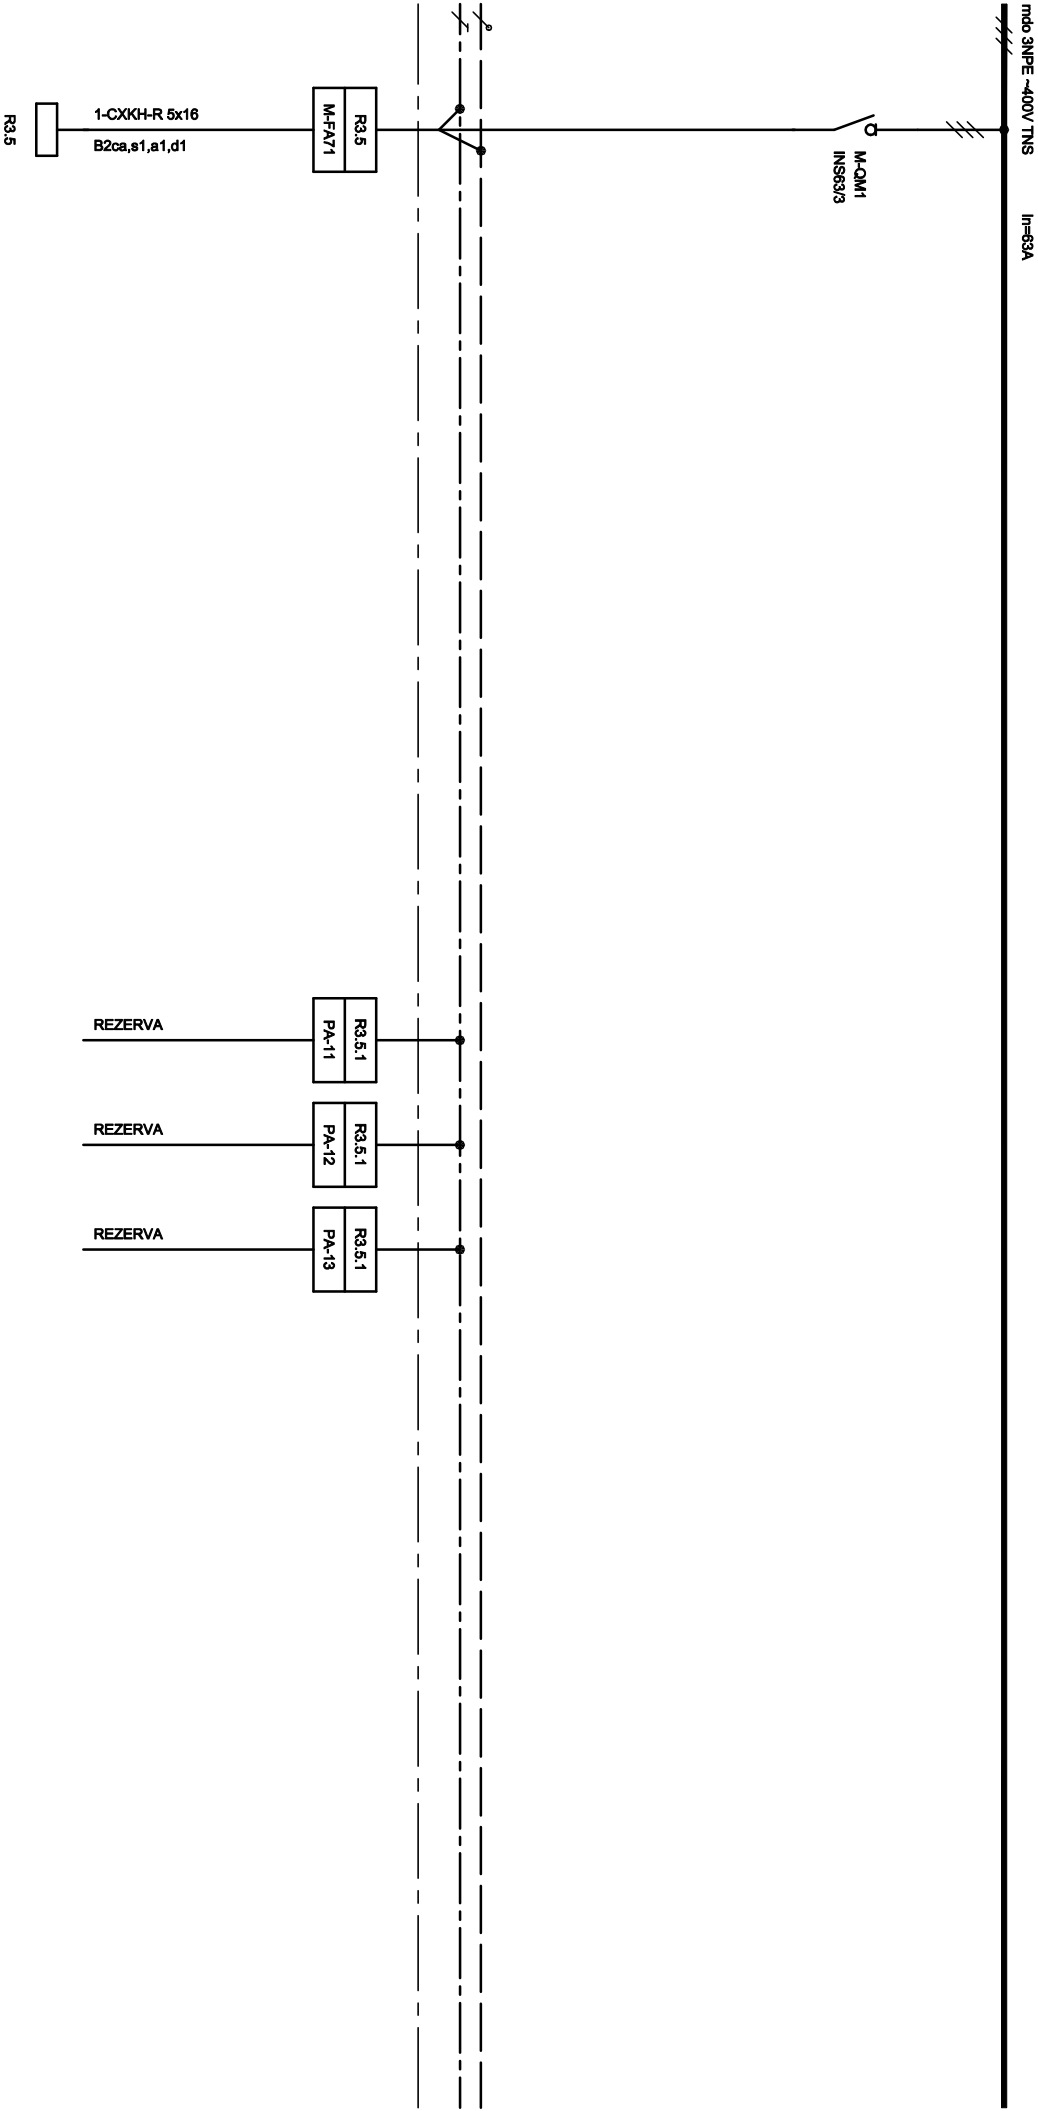 mdo 3NPE ~400V TNS In=63A
M-QM1
INS63/3
R3.5
M-FA71
1-CXKH-R 5x16
B2ca,s1,a1,d1
R3.5
R3.5.1
PA-11
REZERVA
R3.5.1
PA-12
REZERVA
R3.5.1
PA-13
REZERVA